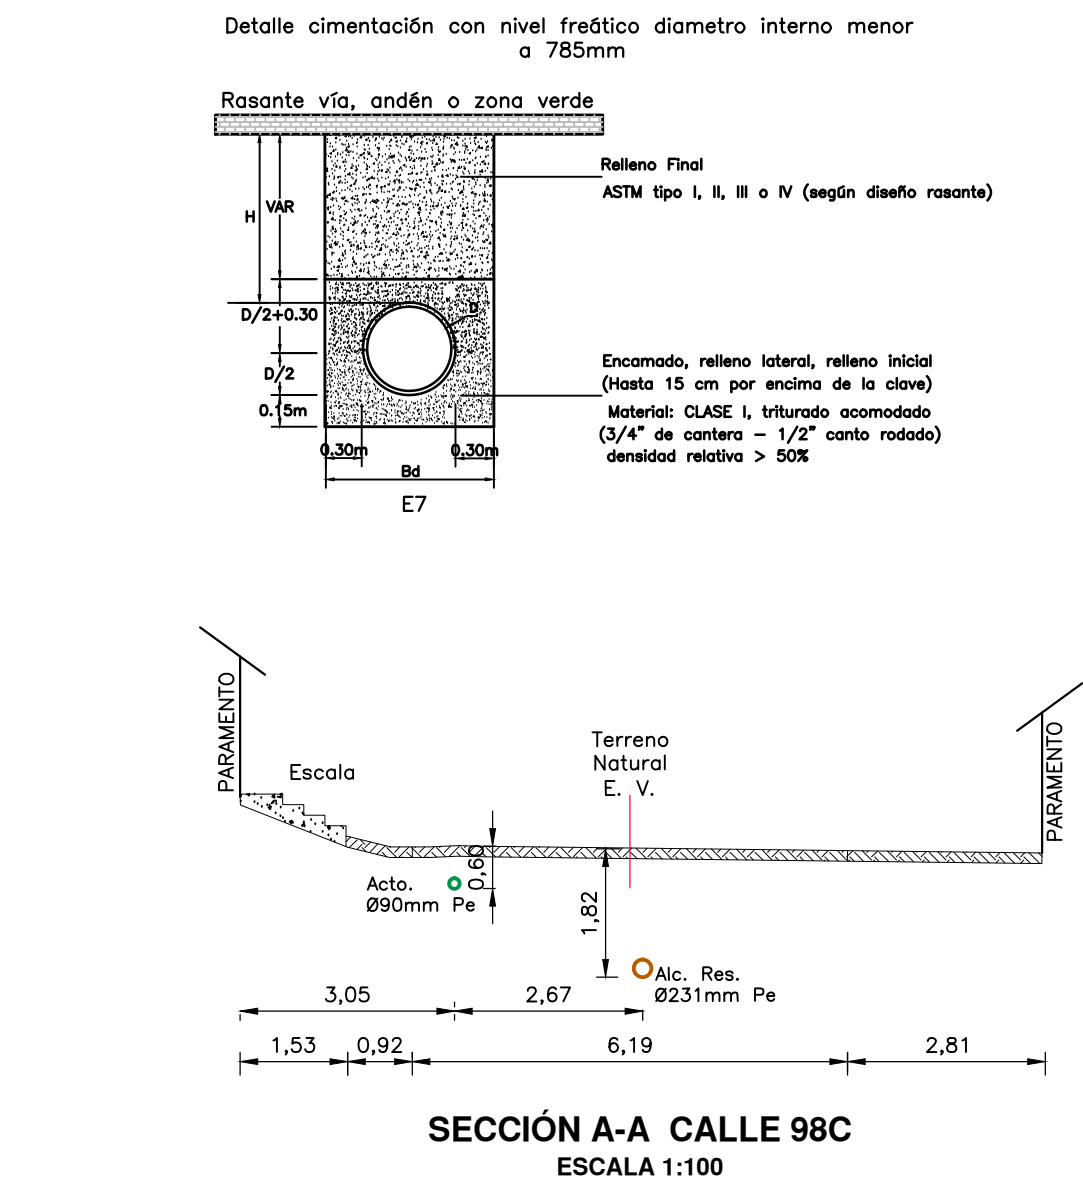 Detalle cimentación con nivel freático diametro interno menor
a 785mm
Rasante vía, andén o zona verde
Relleno Final
ASTM tipo I, II, III o IV (según diseño rasante)
H
VAR
D/2+0.30
D
D/2
0.15m
Encamado, relleno lateral, relleno inicial
(Hasta 15 cm por encima de la clave)
Material: CLASE I, triturado acomodado
(3/4" de cantera – 1/2" canto rodado)
densidad relativa > 50%
0.30m
0.30m
Bd
E7
PARAMENTO
Escala
Terreno
Natural
E. V.
PARAMENTO
0,60
Acto.
Ø90mm Pe
1,82
Alc. Res.
Ø231mm Pe
3,05
2,67
1,53
0,92
6,19
2,81
SECCIÓN A-A CALLE 98C
ESCALA 1:100